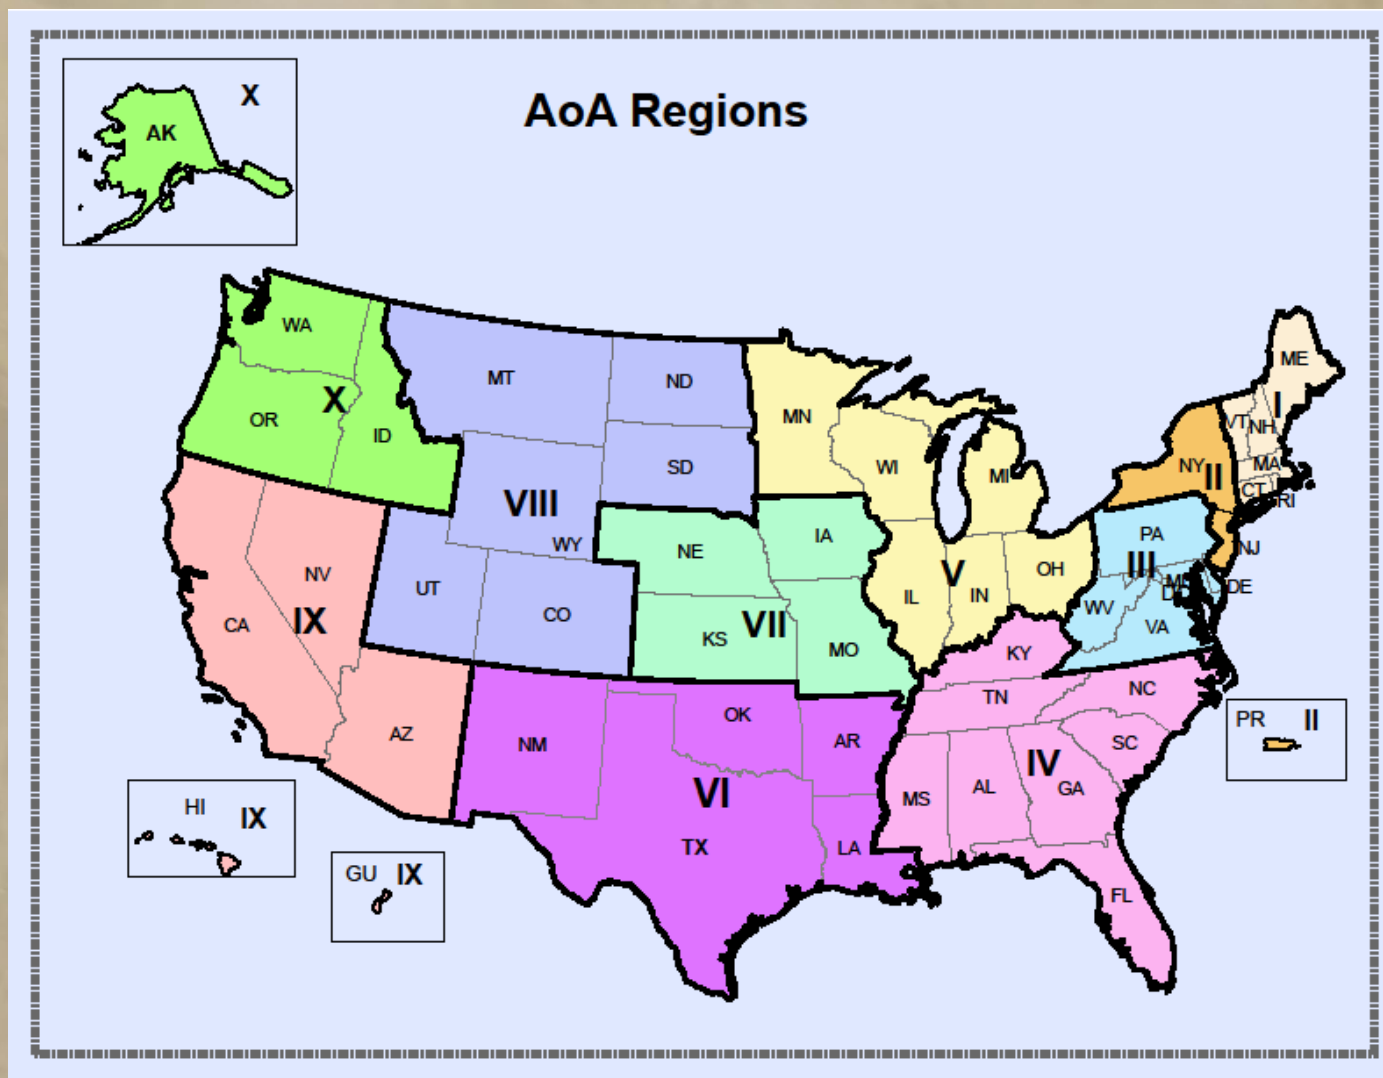 AoA Regions
X
AK
WA
OR
X
ID
MT
ND
SD
VIII
WY
UT
CO
NV
CA
IX
AZ
NE
IA
KS
VII
MO
MN
WI
MI
IL
V
IN
OH
ME
I
VT
NH
MA
CT
RI
NY
II
NJ
PA
III
MD
DC
DE
WV
VA
KY
TN
NC
SC
IV
MS
AL
GA
FL
NM
OK
AR
VI
TX
LA
PR
II
HI
IX
GU
IX